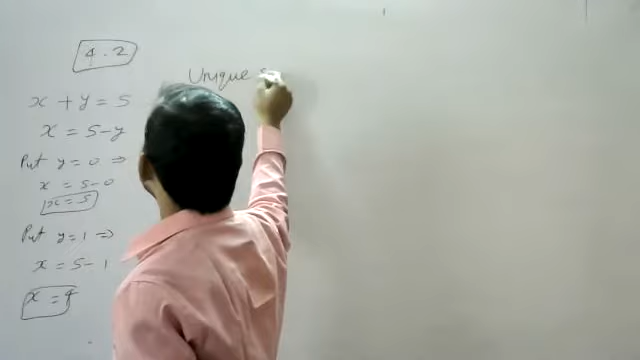 4.2
Unique s
x + y = 5
x = 5-y
Put y = 0 ⇒
x = 5-0
x = 5
Put y = 1 ⇒
x = 5-1
x = 4